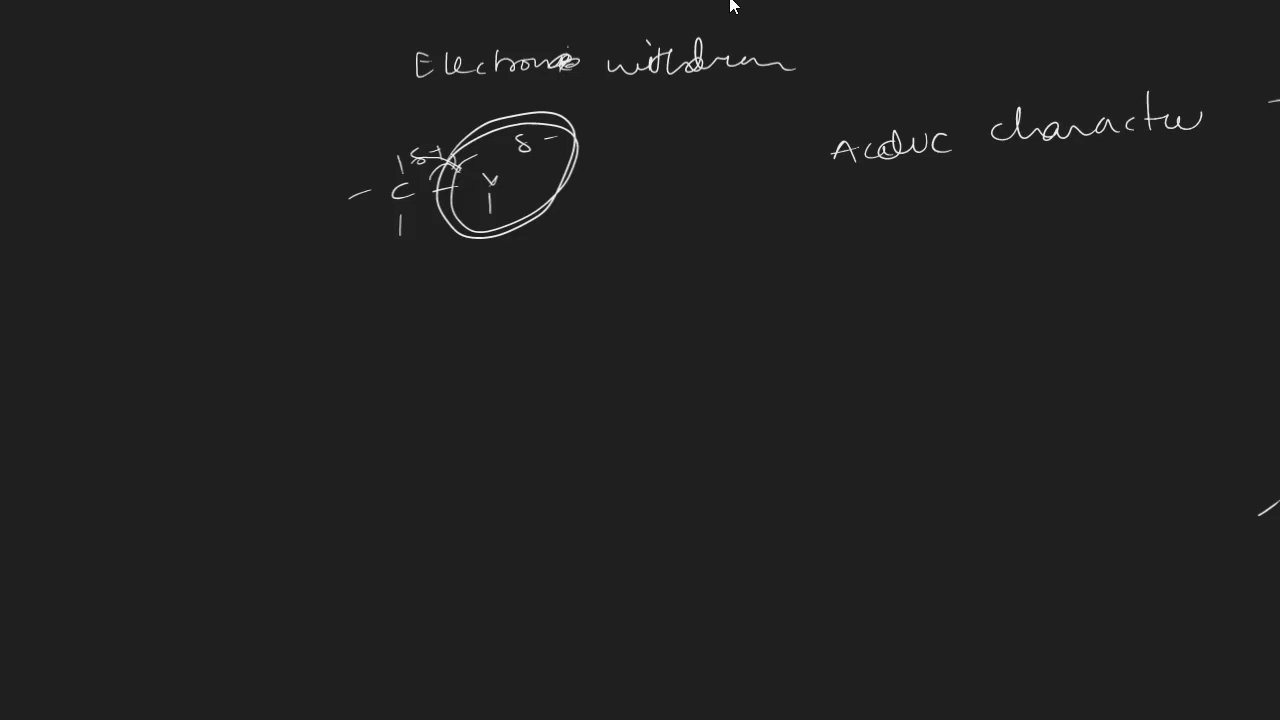 Electrons withdrawn
Acidic character
δ+ δ-
C Y